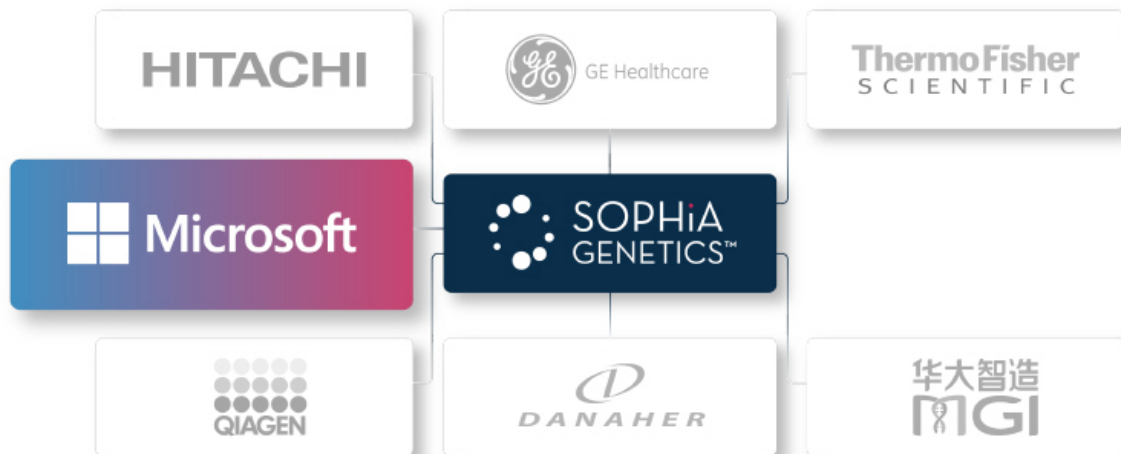 HITACHI
GE Healthcare
ThermoFisher
SCIENTIFIC
Microsoft
SOPHiA
GENETICS™
QIAGEN
DANAHER
华大智造
MGI